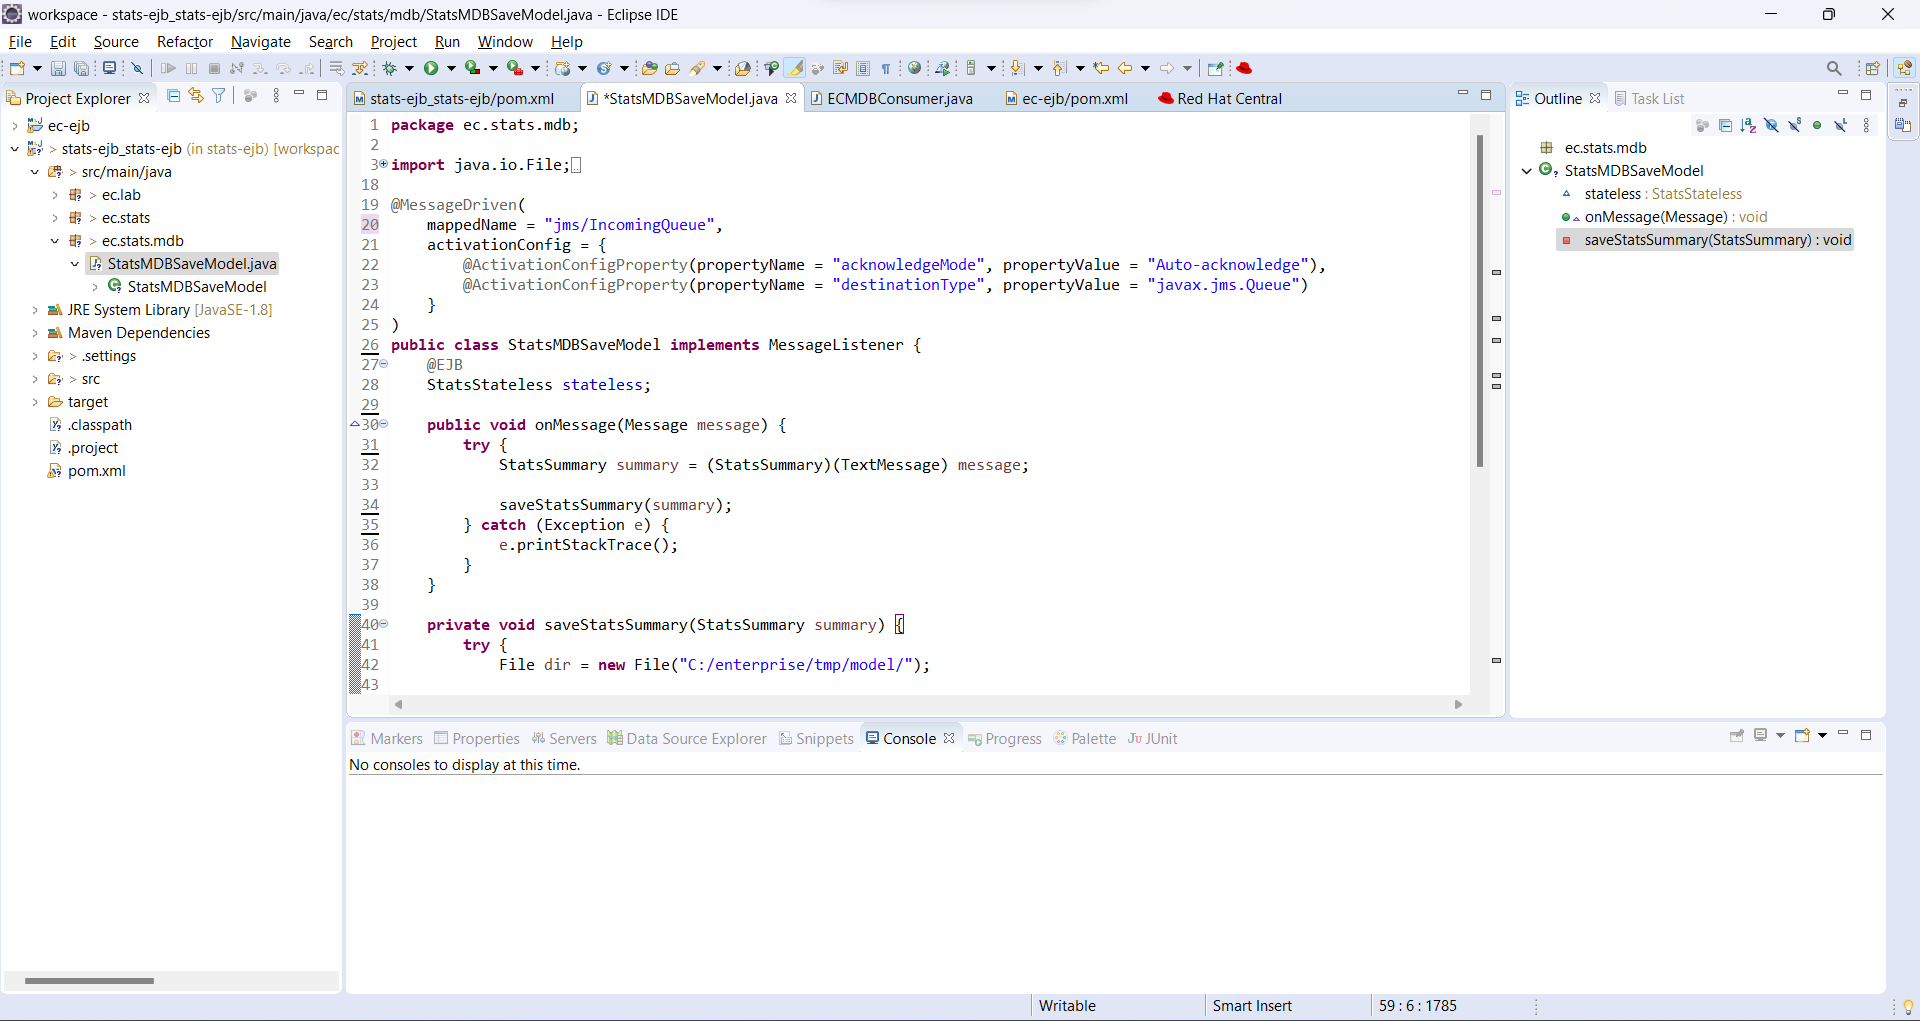 workspace - stats-ejb_stats-ejb/src/main/java/ec/stats/mdb/StatsMDBSaveModel.java - Eclipse IDE
File Edit Source Refactor Navigate Search Project Run Window Help
Project Explorer
ec-ejb
> stats-ejb_stats-ejb (in stats-ejb) [workspac
> src/main/java
> ec.lab
> ec.stats
> ec.stats.mdb
StatsMDBSaveModel.java
StatsMDBSaveModel
JRE System Library [JavaSE-1.8]
Maven Dependencies
> .settings
> src
target
.classpath
.project
pom.xml
stats-ejb_stats-ejb/pom.xml *StatsMDBSaveModel.java ECMDBConsumer.java ec-ejb/pom.xml Red Hat Central
1 package ec.stats.mdb;
2
3 import java.io.File;
18
19 @MessageDriven(
20 mappedName = "jms/IncomingQueue",
21 activationConfig = {
22 @ActivationConfigProperty(propertyName = "acknowledgeMode", propertyValue = "Auto-acknowledge"),
23 @ActivationConfigProperty(propertyName = "destinationType", propertyValue = "javax.jms.Queue")
24 }
25 )
26 public class StatsMDBSaveModel implements MessageListener {
27 @EJB
28 StatsStateless stateless;
29
30 public void onMessage(Message message) {
31 try {
32 StatsSummary summary = (StatsSummary)(TextMessage) message;
33
34 saveStatsSummary(summary);
35 } catch (Exception e) {
36 e.printStackTrace();
37 }
38 }
39
40 private void saveStatsSummary(StatsSummary summary) {
41 try {
42 File dir = new File("C:/enterprise/tmp/model/");
43
Outline Task List
ec.stats.mdb
StatsMDBSaveModel
stateless : StatsStateless
onMessage(Message) : void
saveStatsSummary(StatsSummary) : void
Markers Properties Servers Data Source Explorer Snippets Console Progress Palette JUnit
No consoles to display at this time.
Writable Smart Insert 59 : 6 : 1785